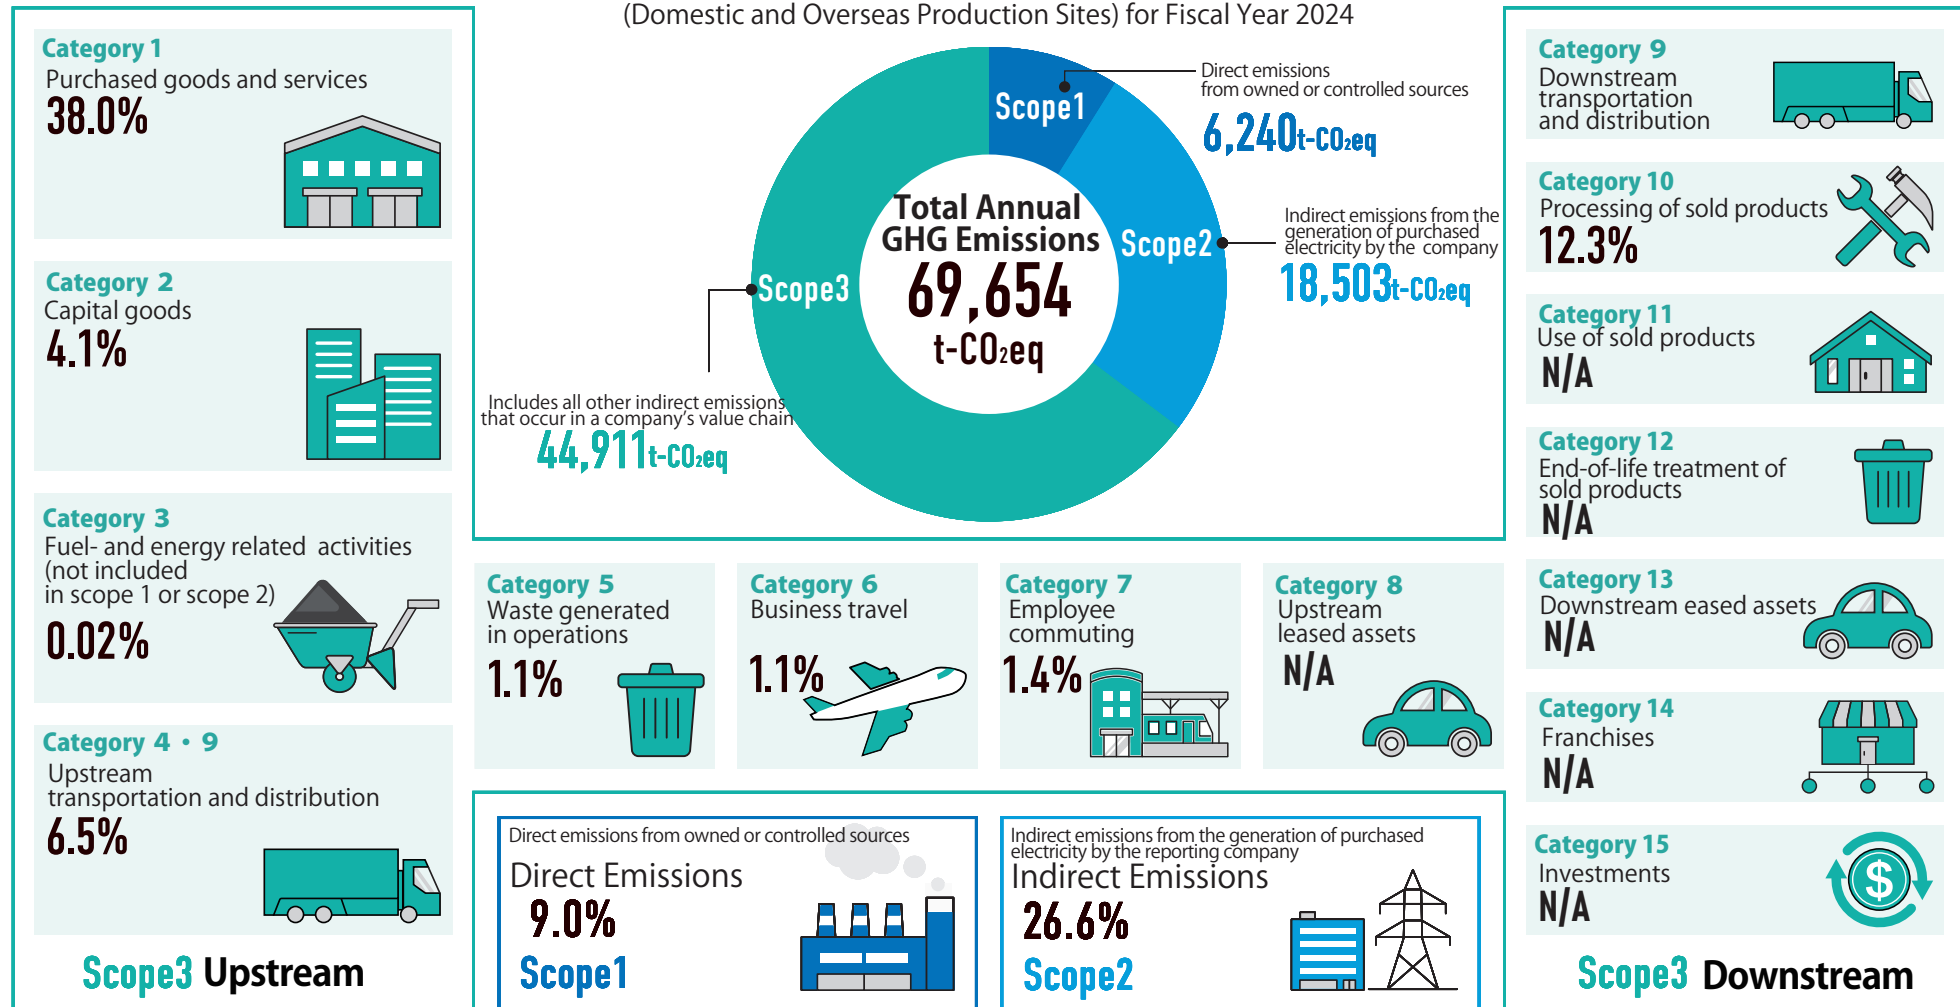 (Domestic and Overseas Production Sites) for Fiscal Year 2024
Category 1
Purchased goods and services
38.0%
Category 2
Capital goods
4.1%
Category 3
Fuel- and energy related activities
(not included
in scope 1 or scope 2)
0.02%
Category 4・9
Upstream
transportation and distribution
6.5%
Scope3 Upstream
Scope1
Direct emissions
from owned or controlled sources
6,240t-CO₂eq
Scope2
Indirect emissions from the
generation of purchased
electricity by the company
18,503t-CO₂eq
Total Annual
GHG Emissions
69,654
t-CO₂eq
Scope3
Includes all other indirect emissions
that occur in a company's value chain
44,911t-CO₂eq
Category 5
Waste generated
in operations
1.1%
Category 6
Business travel
1.1%
Category 7
Employee
commuting
1.4%
Category 8
Upstream
leased assets
N/A
Direct emissions from owned or controlled sources
Direct Emissions
9.0%
Scope1
Indirect emissions from the generation of purchased
electricity by the reporting company
Indirect Emissions
26.6%
Scope2
Category 9
Downstream
transportation
and distribution
Category 10
Processing of sold products
12.3%
Category 11
Use of sold products
N/A
Category 12
End-of-life treatment of
sold products
N/A
Category 13
Downstream eased assets
N/A
Category 14
Franchises
N/A
Category 15
Investments
N/A
$
Scope3 Downstream